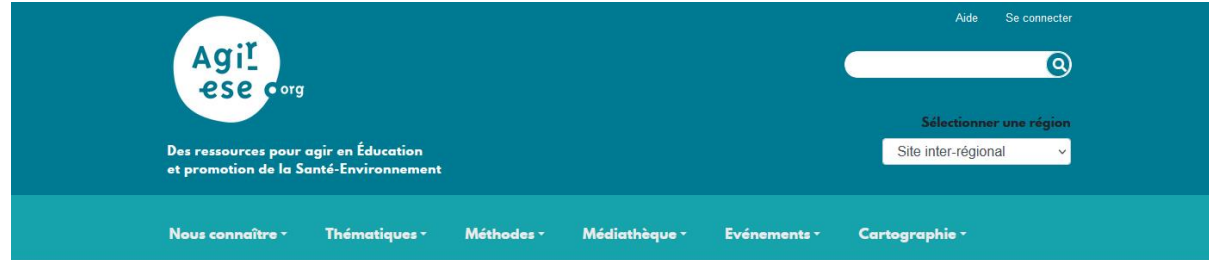 Aide Se connecter
Agir
ese org
Sélectionner une région
Des ressources pour agir en Éducation
et promotion de la Santé-Environnement
Site inter-régional
Nous connaître Thématiques Méthodes Médiathèque Evénements Cartographie